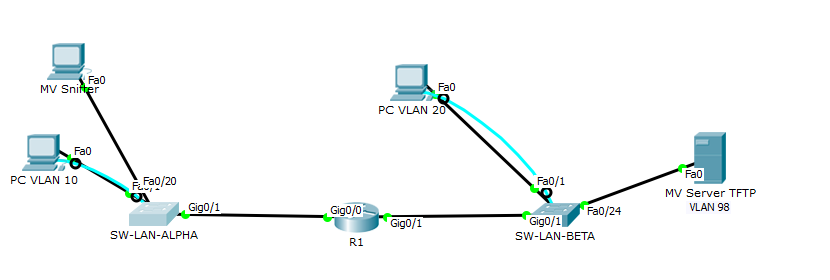 Fa0
MV Sniffer
Fa0
PC VLAN 10
Fa0/1
Fa0/20
Gig0/1
SW-LAN-ALPHA
Gig0/0
Gig0/1
R1
Fa0
PC VLAN 20
Fa0/1
Gig0/1
Fa0/24
SW-LAN-BETA
Fa0
MV Server TFTP
VLAN 98